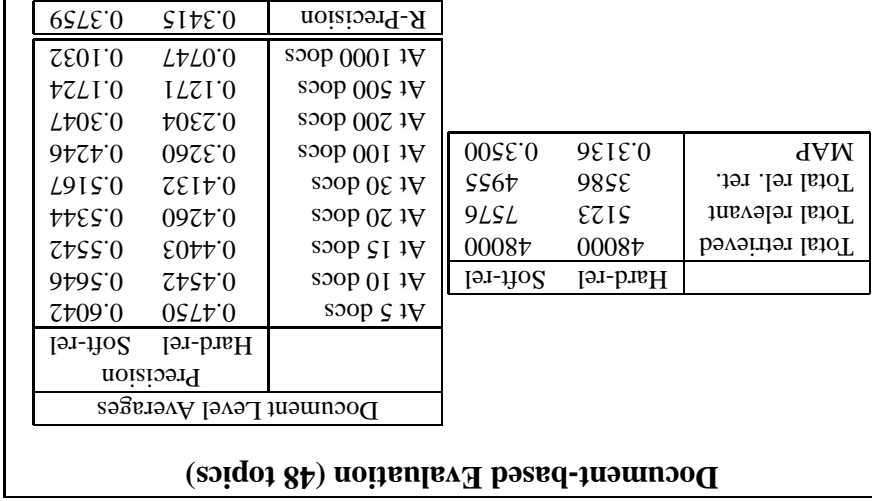 Document-based Evaluation (48 topics)
Hard-rel Soft-rel
Total retrieved 48000 48000
Total relevant 5123 7576
Total rel. ret. 3586 4955
MAP 0.3136 0.3500
Document Level Averages
Precision
Hard-rel Soft-rel
At 5 docs 0.4750 0.6042
At 10 docs 0.4542 0.5646
At 15 docs 0.4403 0.5542
At 20 docs 0.4260 0.5344
At 30 docs 0.4132 0.5167
At 100 docs 0.3260 0.4246
At 200 docs 0.2304 0.3047
At 500 docs 0.1271 0.1724
At 1000 docs 0.0747 0.1032
R-Precision 0.3415 0.3759